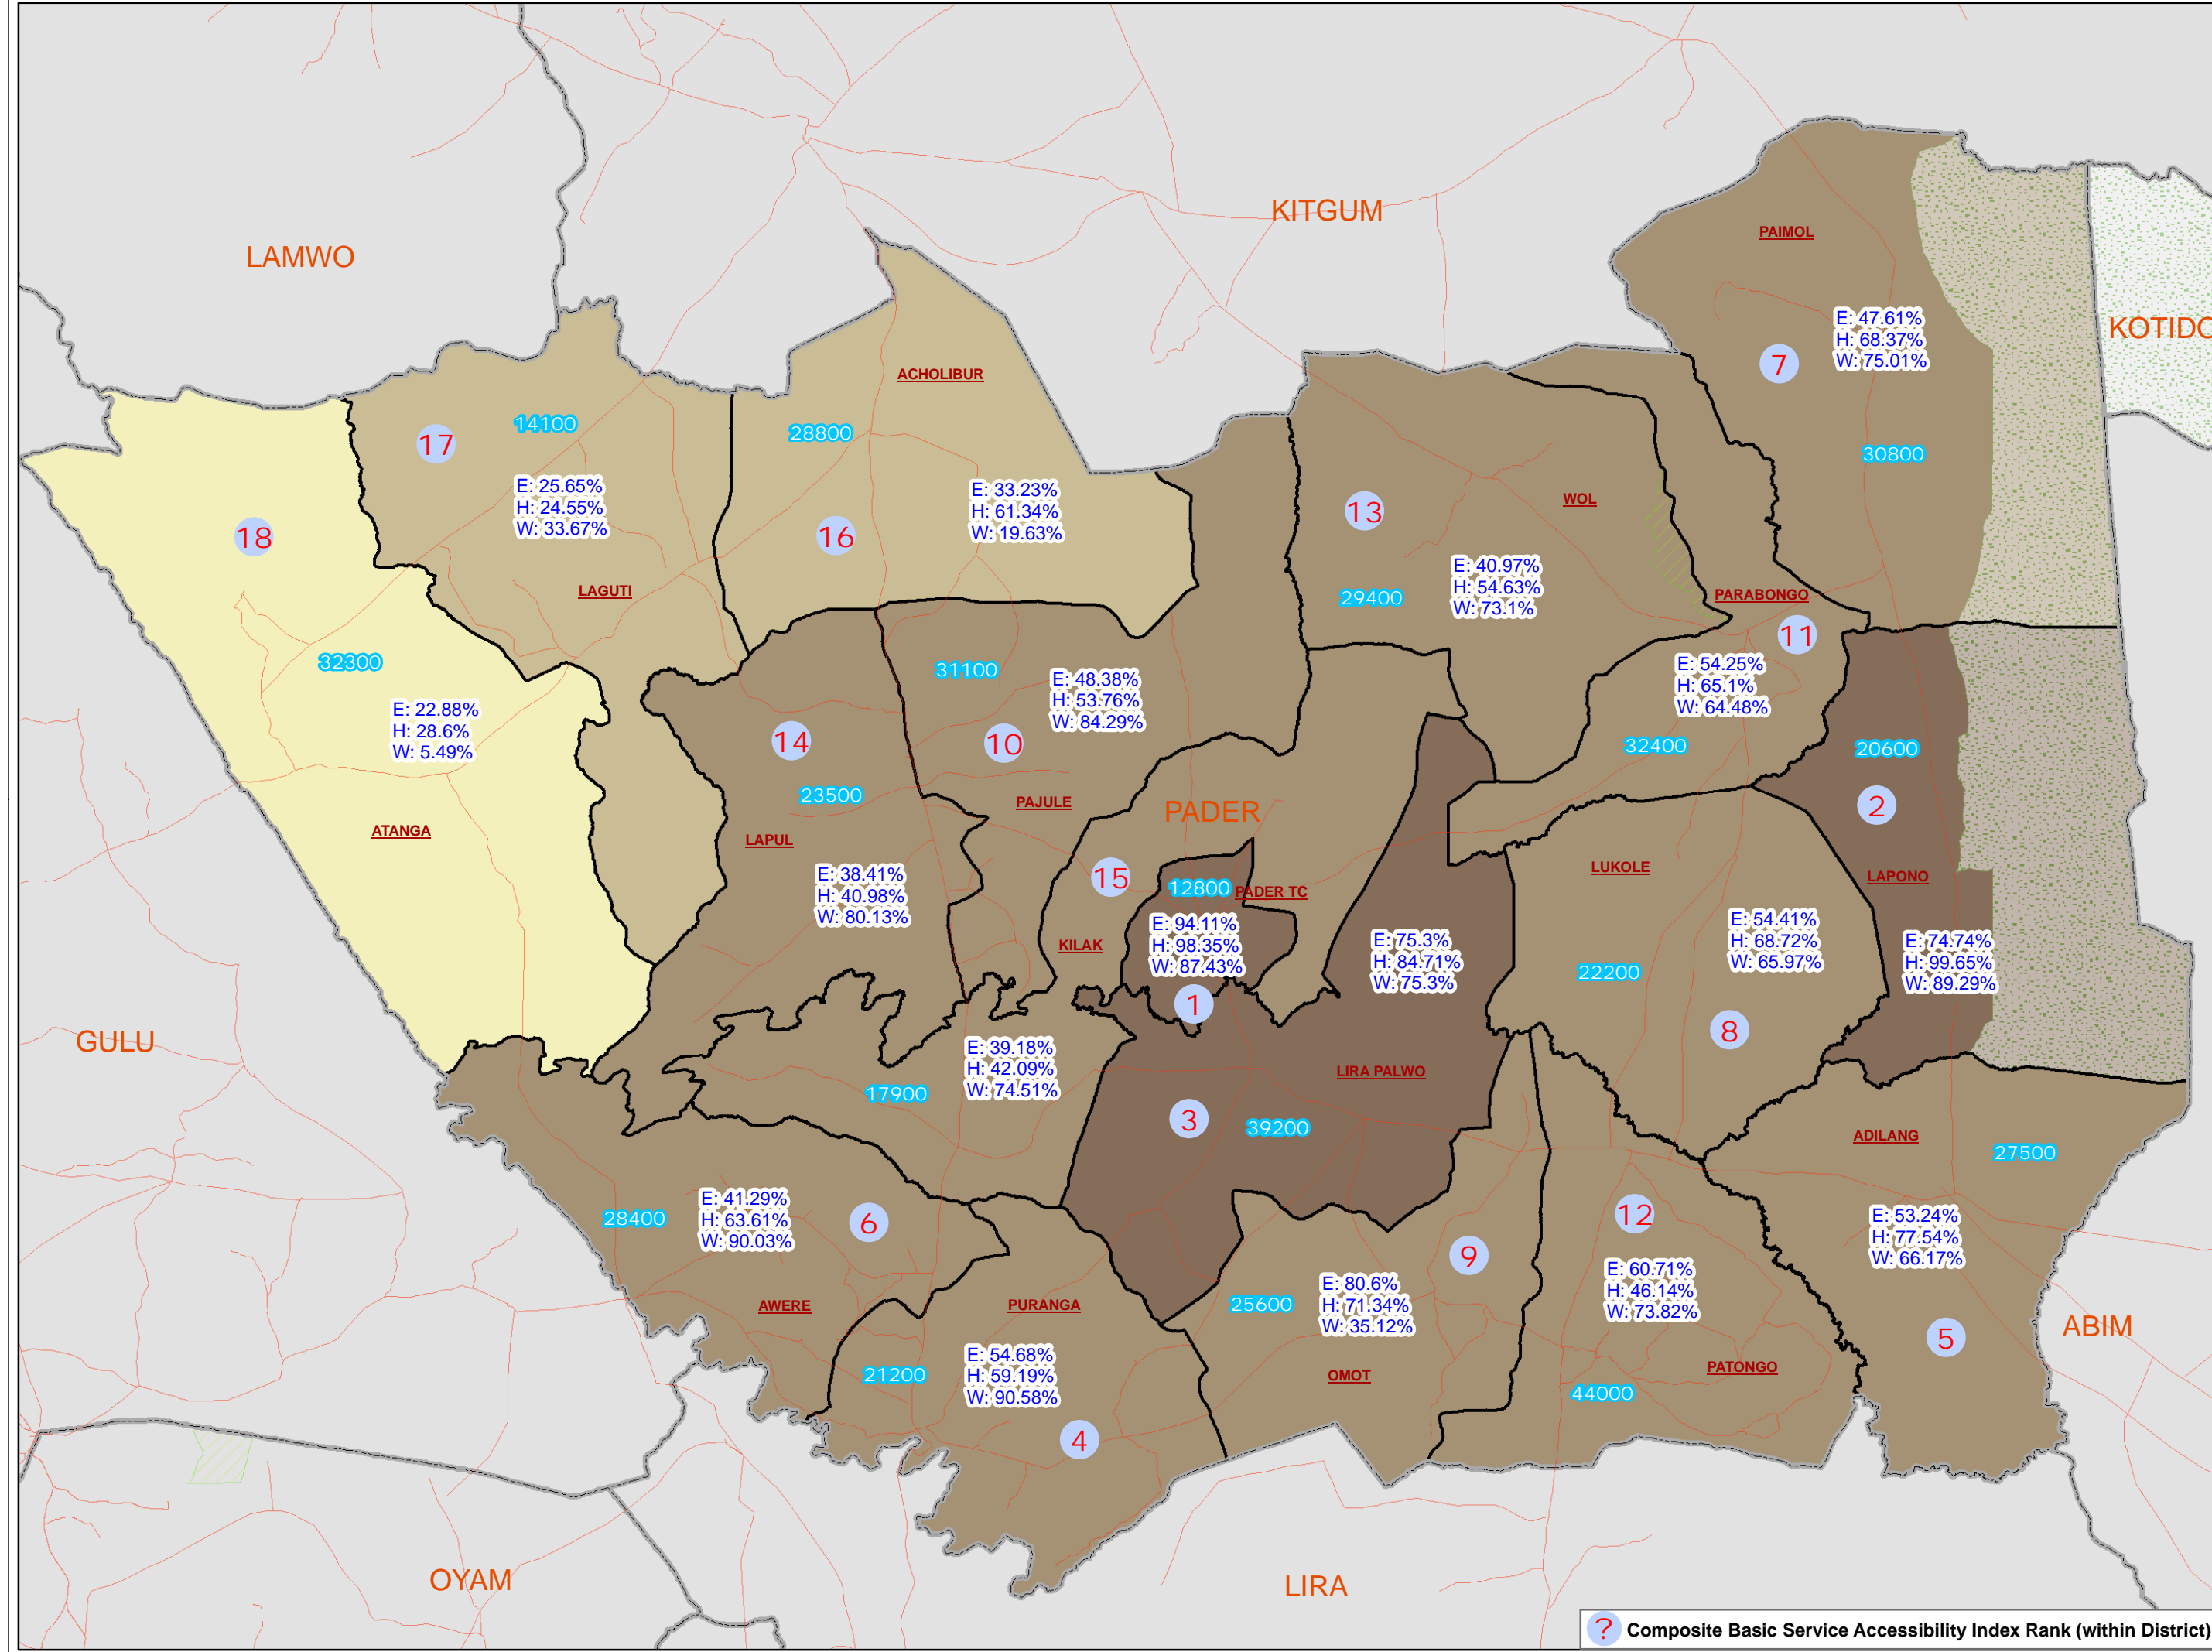 KITGUM
LAMWO
PAIMOL
E: 47.61%
H: 68.37%
W: 75.01%
7
30800
ACHOLIBUR
28800
E: 33.23%
H: 61.34%
W: 19.63%
16
14100
17
E: 25.65%
H: 24.55%
W: 33.67%
LAGUTI
18
32300
E: 22.88%
H: 28.6%
W: 5.49%
ATANGA
13
WOL
E: 40.97%
H: 54.63%
W: 73.1%
29400
PARABONGO
11
E: 54.25%
H: 65.1%
W: 64.48%
32400
31100
E: 48.38%
H: 53.76%
W: 84.29%
10
PAJULE
14
23500
LAPUL
E: 38.41%
H: 40.98%
W: 80.13%
PADER
15
KILAK
12800
PADER TC
E: 94.11%
H: 98.35%
W: 87.43%
1
20600
2
LAPONO
E: 74.74%
H: 99.65%
W: 89.29%
LUKOLE
E: 54.41%
H: 68.72%
W: 65.97%
22200
8
E: 75.3%
H: 84.71%
W: 75.3%
LIRA PALWO
3
39200
E: 39.18%
H: 42.09%
W: 74.51%
17900
GULU
E: 41.29%
H: 63.61%
W: 90.03%
28400
6
AWERE
PURANGA
21200
E: 54.68%
H: 59.19%
W: 90.58%
4
9
25600
E: 80.6%
H: 71.34%
W: 35.12%
OMOT
12
E: 60.71%
H: 46.14%
W: 73.82%
PATONGO
44000
ADILANG
27500
E: 53.24%
H: 77.54%
W: 66.17%
5
ABIM
OYAM
LIRA
? Composite Basic Service Accessibility Index Rank (within District)